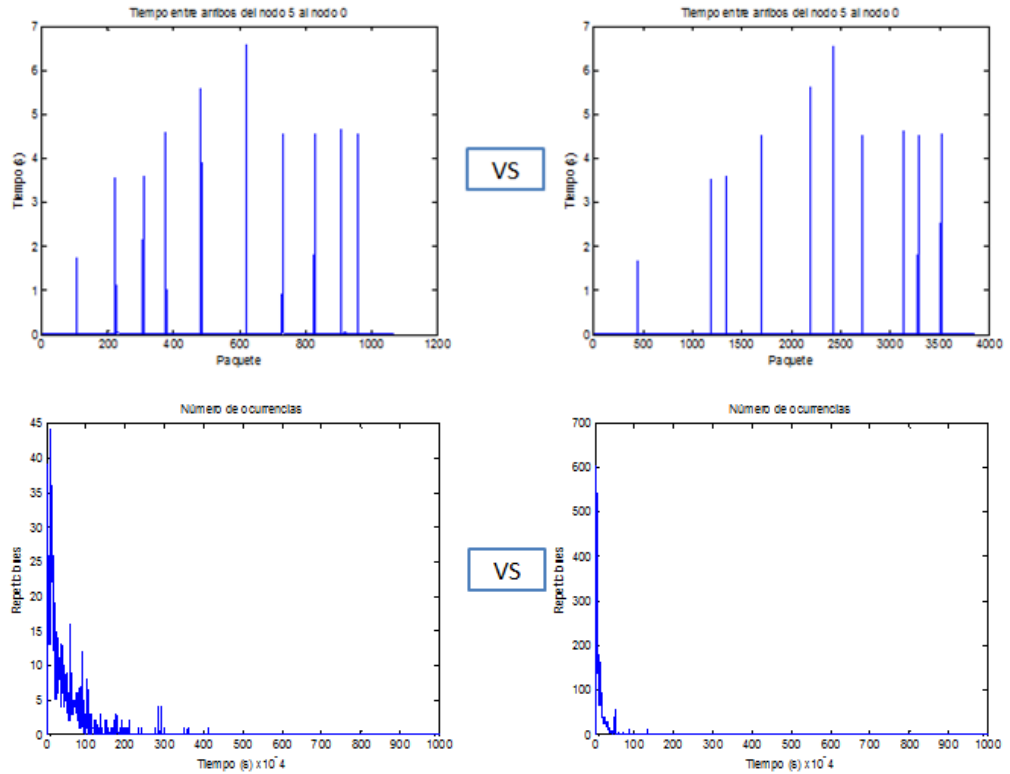 Tiempo entre arribos del nodo 5 al nodo 0
7
6
5
4
3
2
1
0
Tiempo (s)
0 200 400 600 800 1000 1200
Paquete
VS
Tiempo entre arribos del nodo 5 al nodo 0
7
6
5
4
3
2
1
0
Tiempo (s)
0 500 1000 1500 2000 2500 3000 3500 4000
Paquete
Número de ocurrencias
45
40
35
30
25
20
15
10
5
0
Repeticiones
0 100 200 300 400 500 600 700 800 900 1000
Tiempo (s) x10^-4
VS
Número de ocurrencias
700
600
500
400
300
200
100
0
Repeticiones
0 100 200 300 400 500 600 700 800 900 1000
Tiempo (s) x10^-4